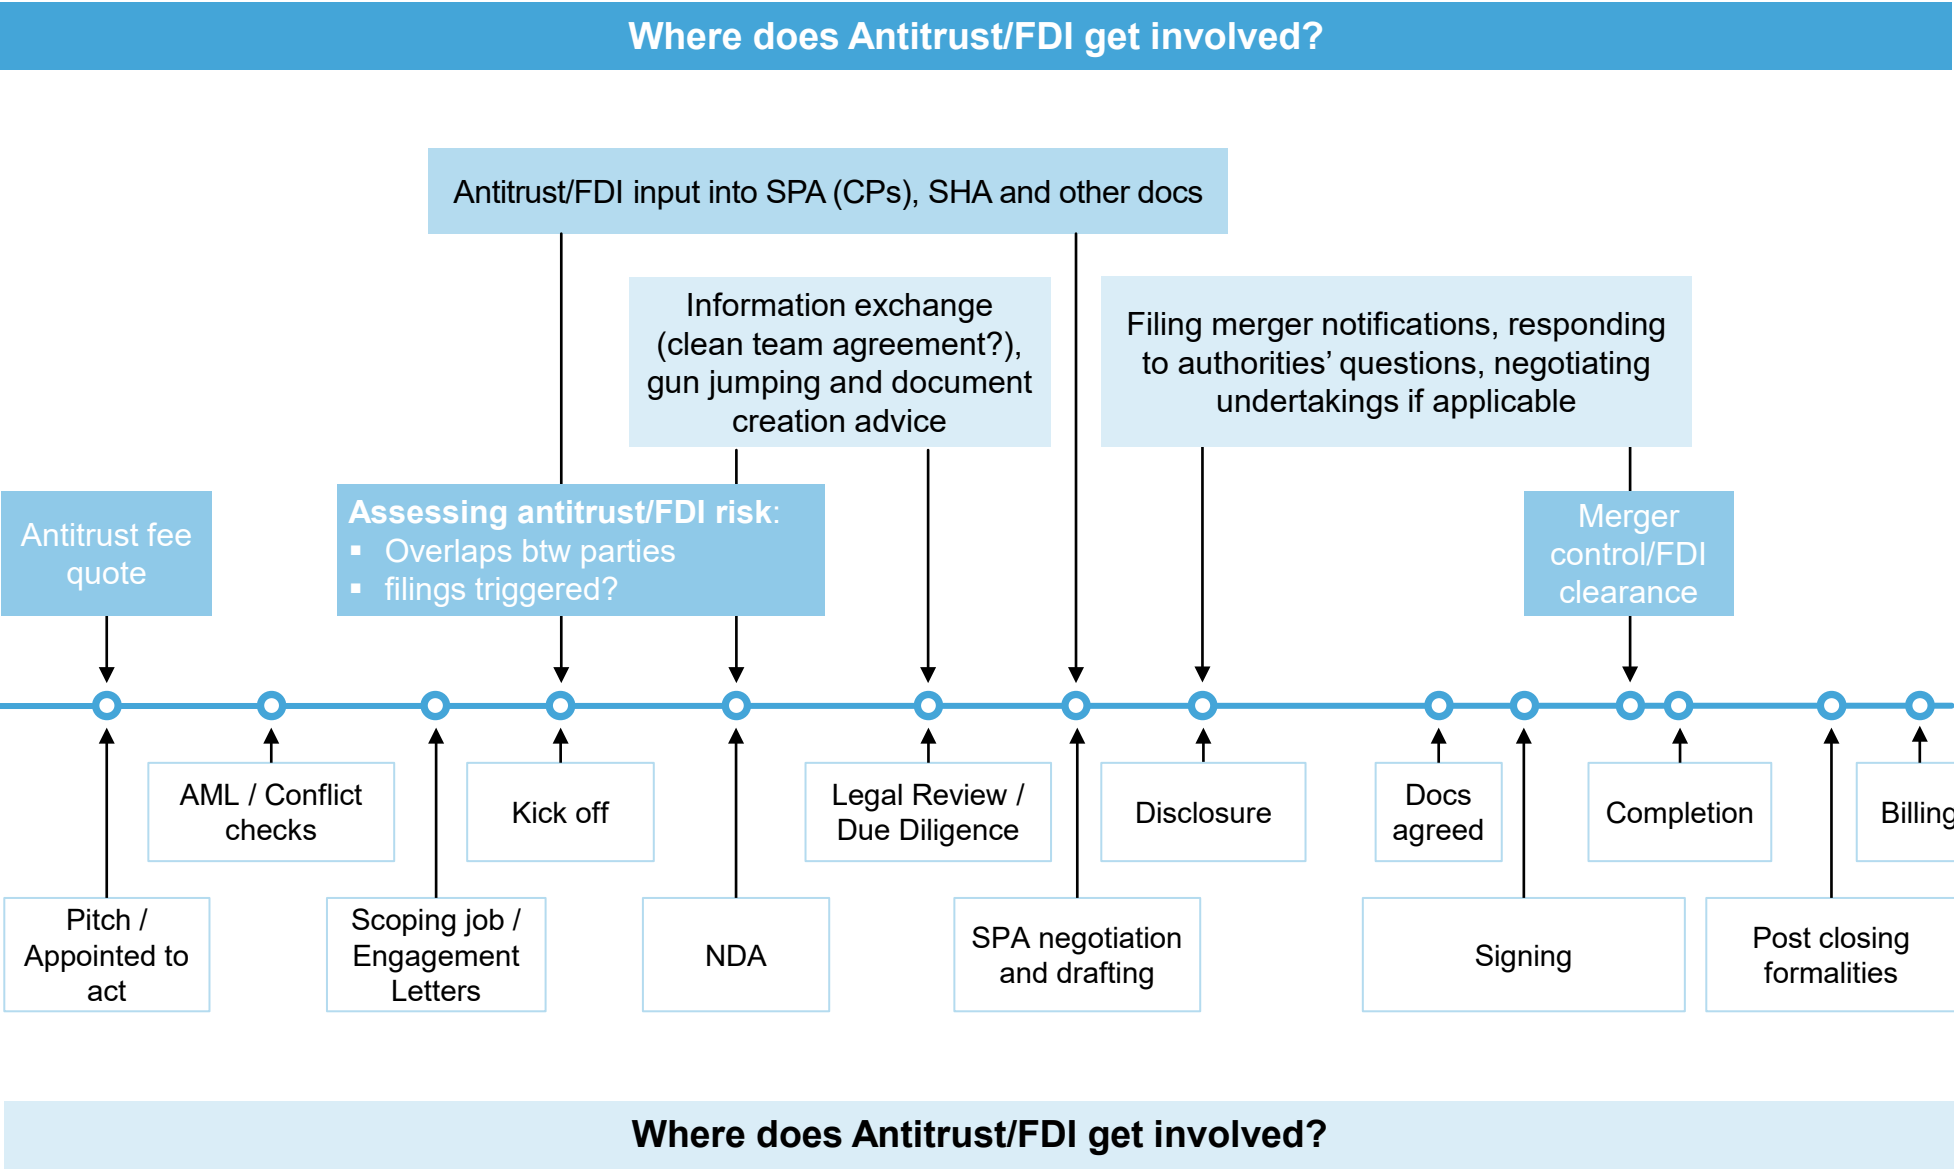 Where does Antitrust/FDI get involved?
Antitrust/FDI input into SPA (CPs), SHA and other docs
Information exchange
(clean team agreement?),
gun jumping and document
creation advice
Filing merger notifications, responding
to authorities’ questions, negotiating
undertakings if applicable
Antitrust fee
quote
Assessing antitrust/FDI risk:
▪ Overlaps btw parties
▪ filings triggered?
Merger
control/FDI
clearance
AML / Conflict
checks
Kick off
Legal Review /
Due Diligence
Disclosure
Docs
agreed
Completion
Billing
Pitch /
Appointed to
act
Scoping job /
Engagement
Letters
NDA
SPA negotiation
and drafting
Signing
Post closing
formalities
Where does Antitrust/FDI get involved?